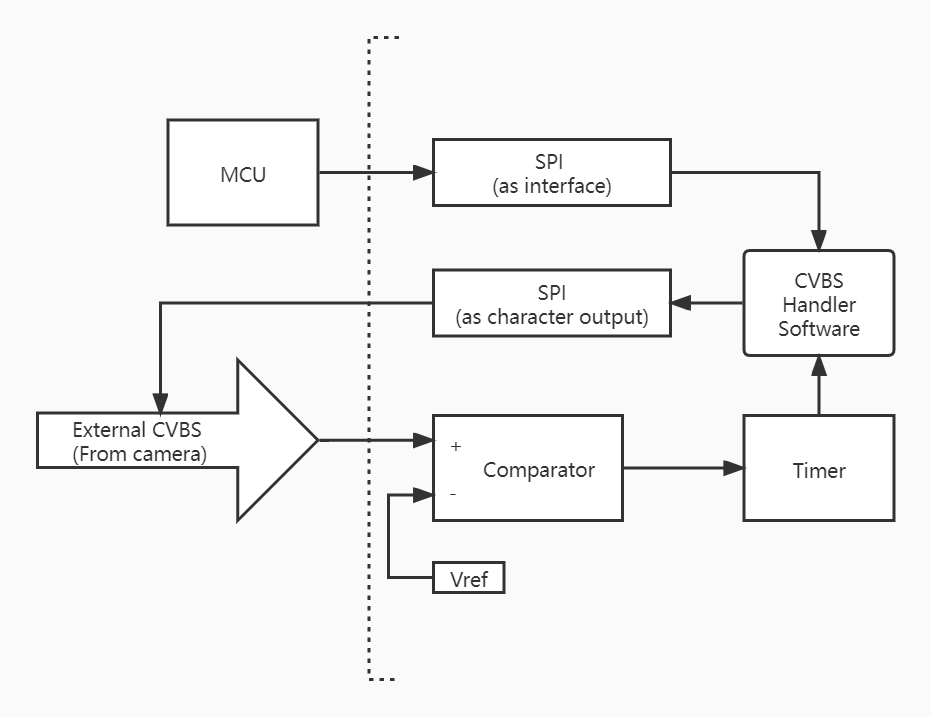 MCU
SPI
(as interface)
CVBS
Handler
Software
SPI
(as character output)
External CVBS
(From camera)
+
Comparator
-
Timer
Vref